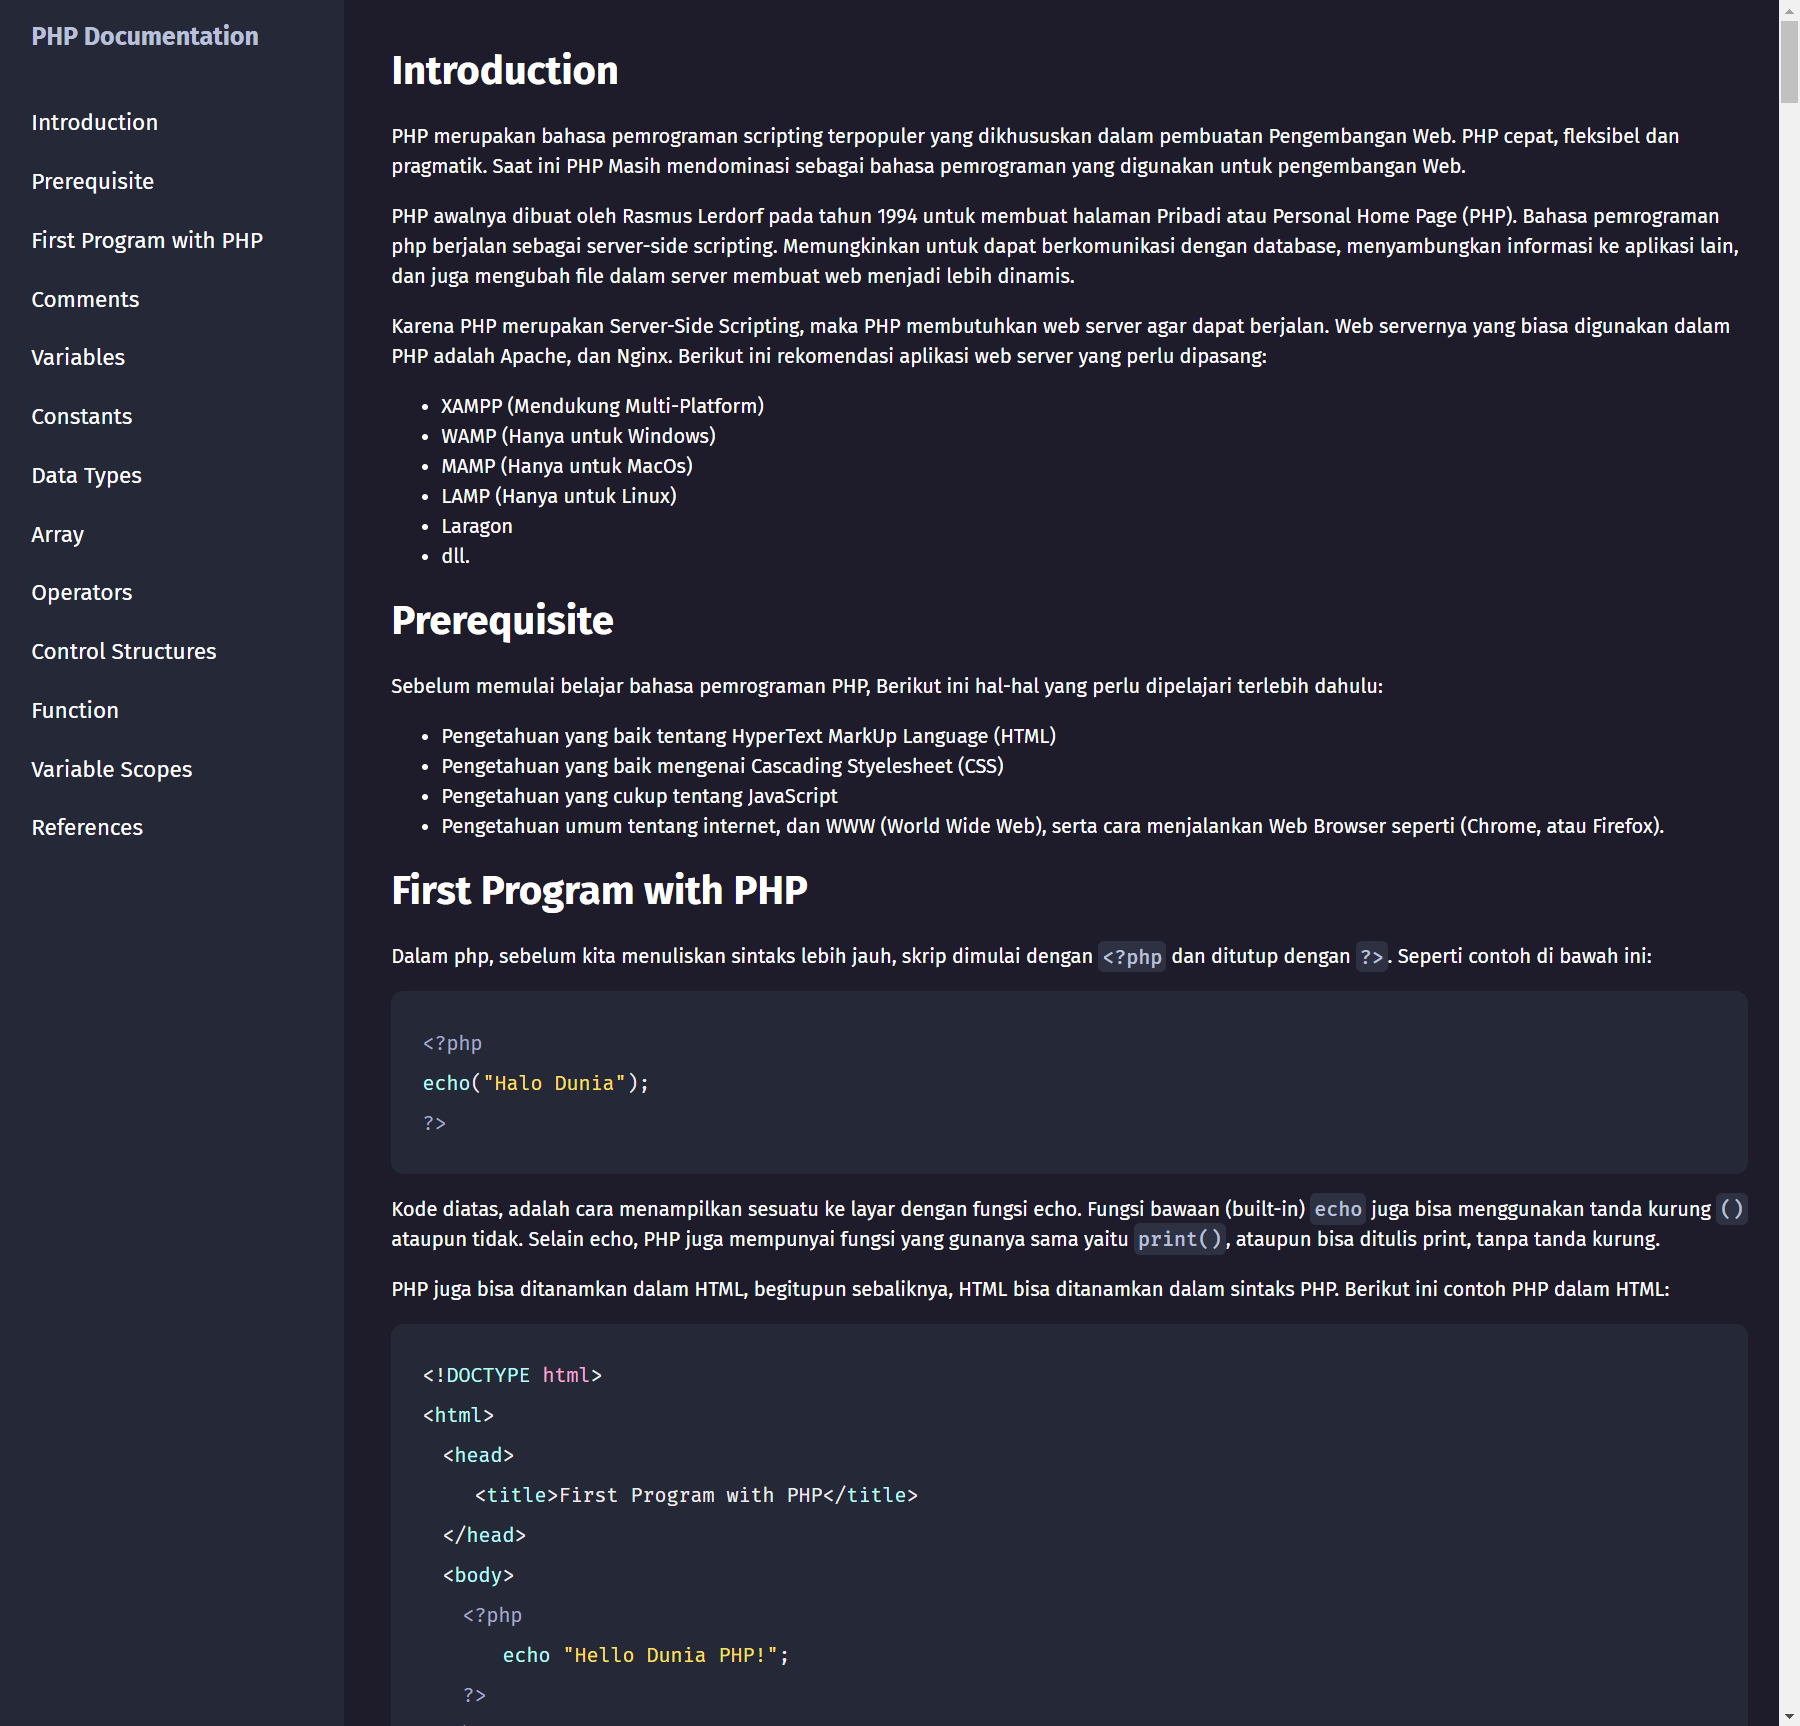 PHP Documentation
Introduction
Prerequisite
First Program with PHP
Comments
Variables
Constants
Data Types
Array
Operators
Control Structures
Function
Variable Scopes
References
Introduction
PHP merupakan bahasa pemrograman scripting terpopuler yang dikhususkan dalam pembuatan Pengembangan Web. PHP cepat, fleksibel dan
pragmatik. Saat ini PHP Masih mendominasi sebagai bahasa pemrograman yang digunakan untuk pengembangan Web.
PHP awalnya dibuat oleh Rasmus Lerdorf pada tahun 1994 untuk membuat halaman Pribadi atau Personal Home Page (PHP). Bahasa pemrograman
php berjalan sebagai server-side scripting. Memungkinkan untuk dapat berkomunikasi dengan database, menyambungkan informasi ke aplikasi lain,
dan juga mengubah file dalam server membuat web menjadi lebih dinamis.
Karena PHP merupakan Server-Side Scripting, maka PHP membutuhkan web server agar dapat berjalan. Web servernya yang biasa digunakan dalam
PHP adalah Apache, dan Nginx. Berikut ini rekomendasi aplikasi web server yang perlu dipasang:
• XAMPP (Mendukung Multi-Platform)
• WAMP (Hanya untuk Windows)
• MAMP (Hanya untuk MacOs)
• LAMP (Hanya untuk Linux)
• Laragon
• dll.
Prerequisite
Sebelum memulai belajar bahasa pemrograman PHP, Berikut ini hal-hal yang perlu dipelajari terlebih dahulu:
• Pengetahuan yang baik tentang HyperText MarkUp Language (HTML)
• Pengetahuan yang baik mengenai Cascading Styelesheet (CSS)
• Pengetahuan yang cukup tentang JavaScript
• Pengetahuan umum tentang internet, dan WWW (World Wide Web), serta cara menjalankan Web Browser seperti (Chrome, atau Firefox).
First Program with PHP
Dalam php, sebelum kita menuliskan sintaks lebih jauh, skrip dimulai dengan <?php dan ditutup dengan ?>. Seperti contoh di bawah ini:
<?php
echo("Halo Dunia");
?>
Kode diatas, adalah cara menampilkan sesuatu ke layar dengan fungsi echo. Fungsi bawaan (built-in) echo juga bisa menggunakan tanda kurung ()
ataupun tidak. Selain echo, PHP juga mempunyai fungsi yang gunanya sama yaitu print(), ataupun bisa ditulis print, tanpa tanda kurung.
PHP juga bisa ditanamkan dalam HTML, begitupun sebaliknya, HTML bisa ditanamkan dalam sintaks PHP. Berikut ini contoh PHP dalam HTML:
<!DOCTYPE html>
<html>
<head>
<title>First Program with PHP</title>
</head>
<body>
<?php
echo "Hello Dunia PHP!";
?>